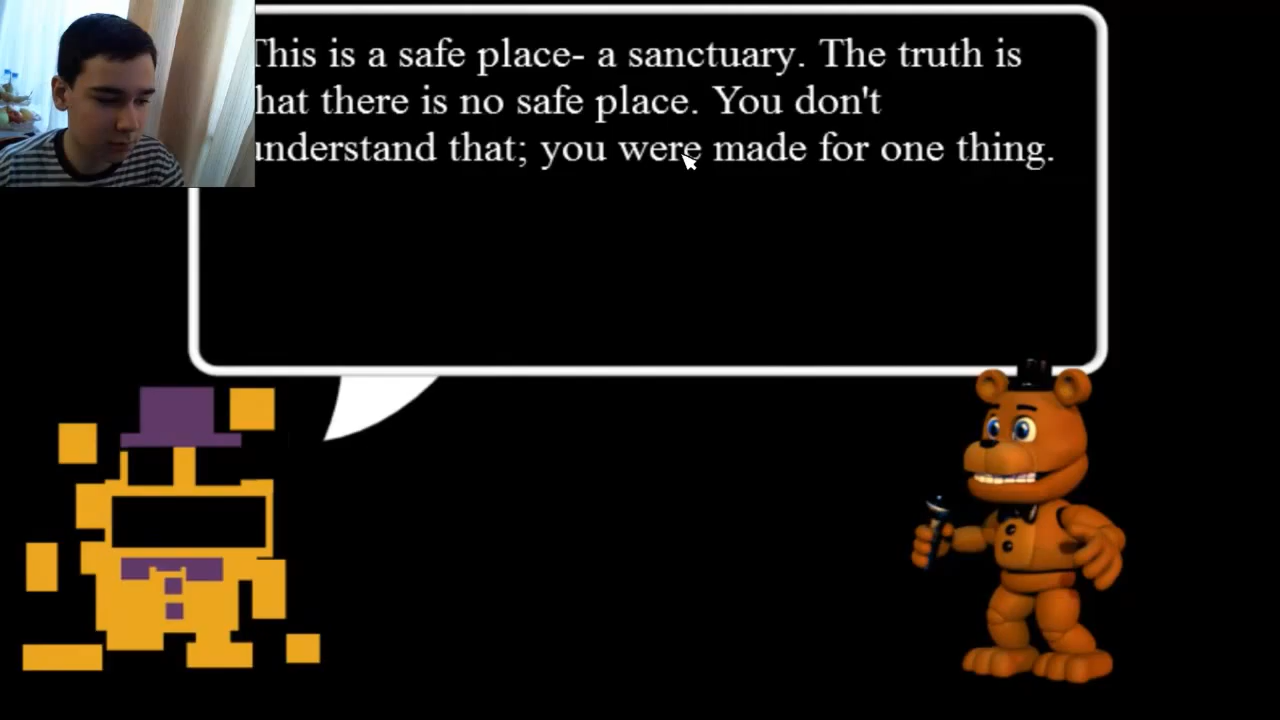 This is a safe place- a sanctuary. The truth is
hat there is no safe place. You don't
understand that; you were made for one thing.